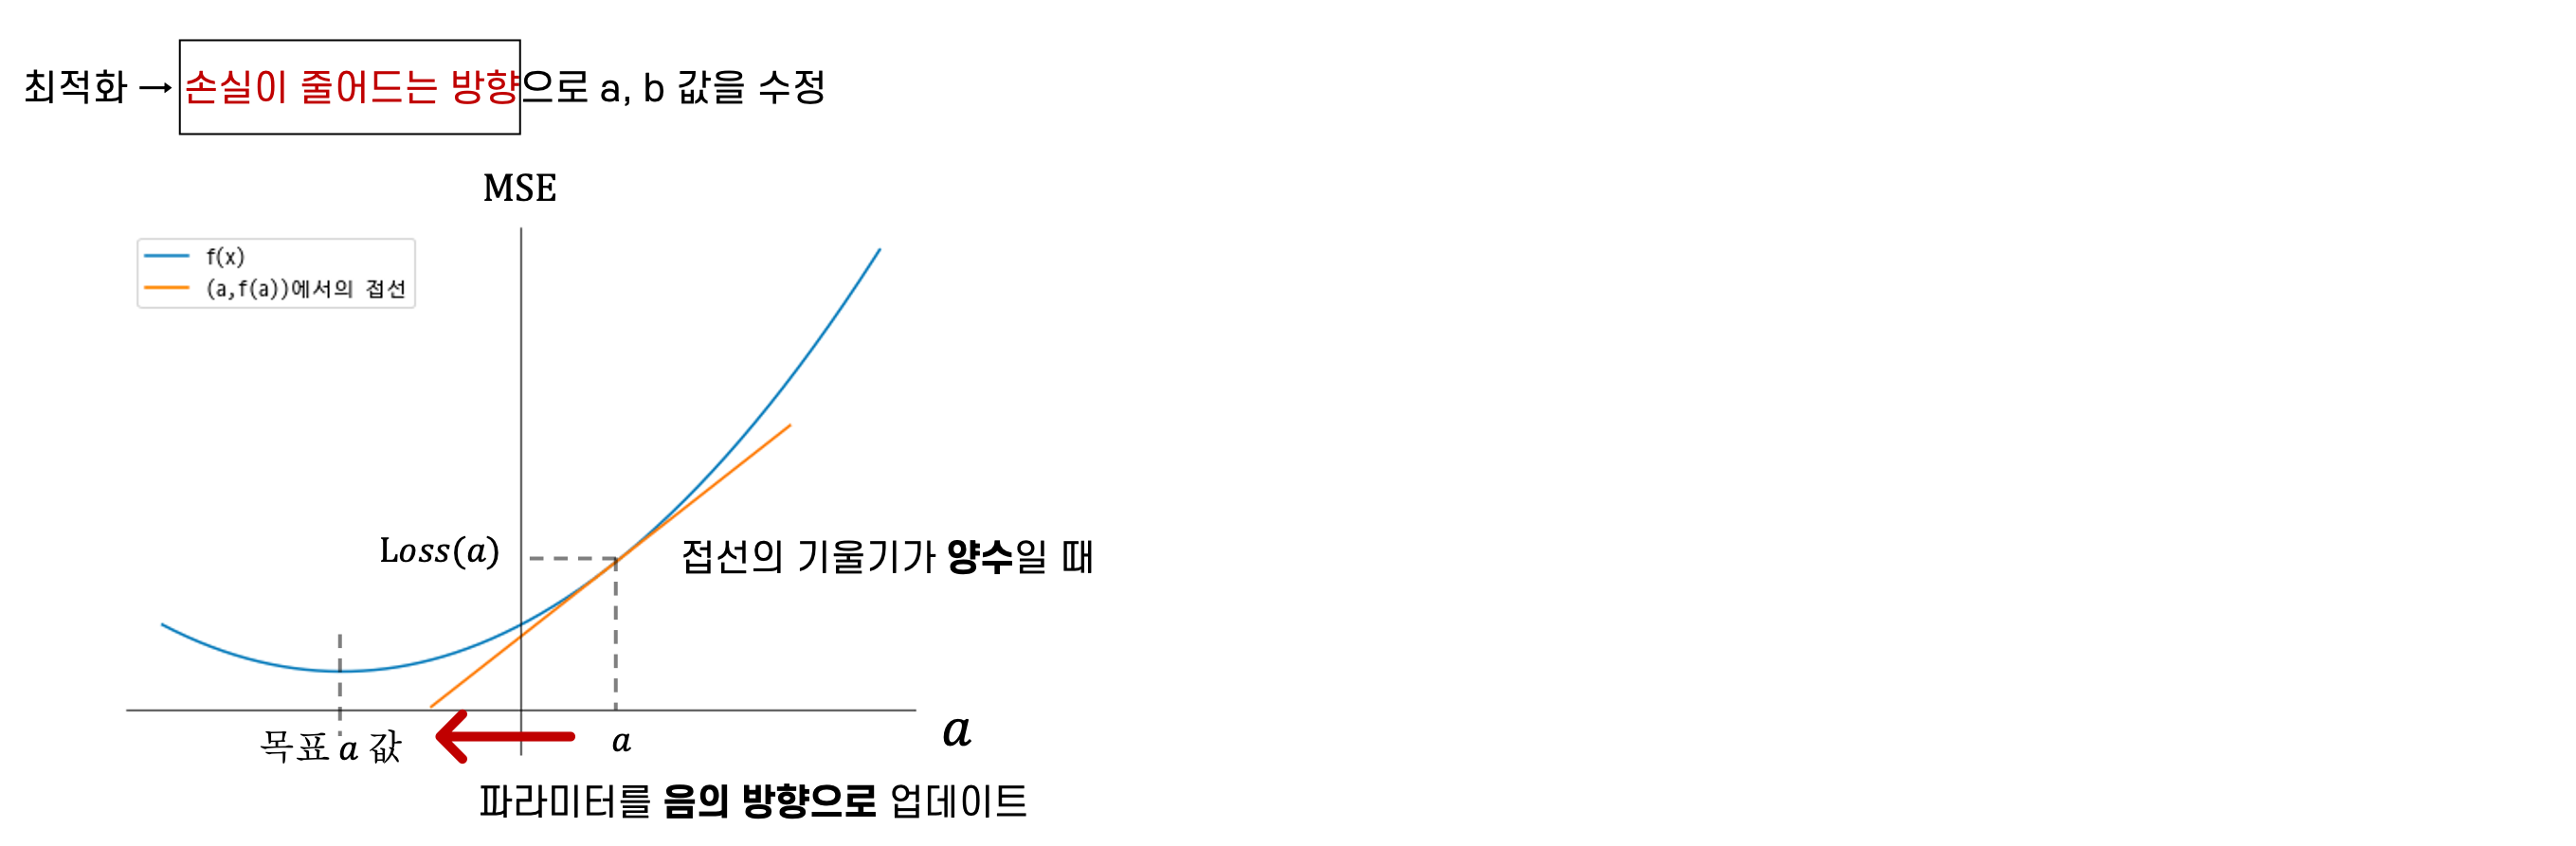 최적화 → 손실이 줄어드는 방향으로 a, b 값을 수정
MSE
f(x)
(a,f(a))에서의 접선
Loss(a)
접선의 기울기가 양수일 때
목표 a 값
a
a
파라미터를 음의 방향으로 업데이트